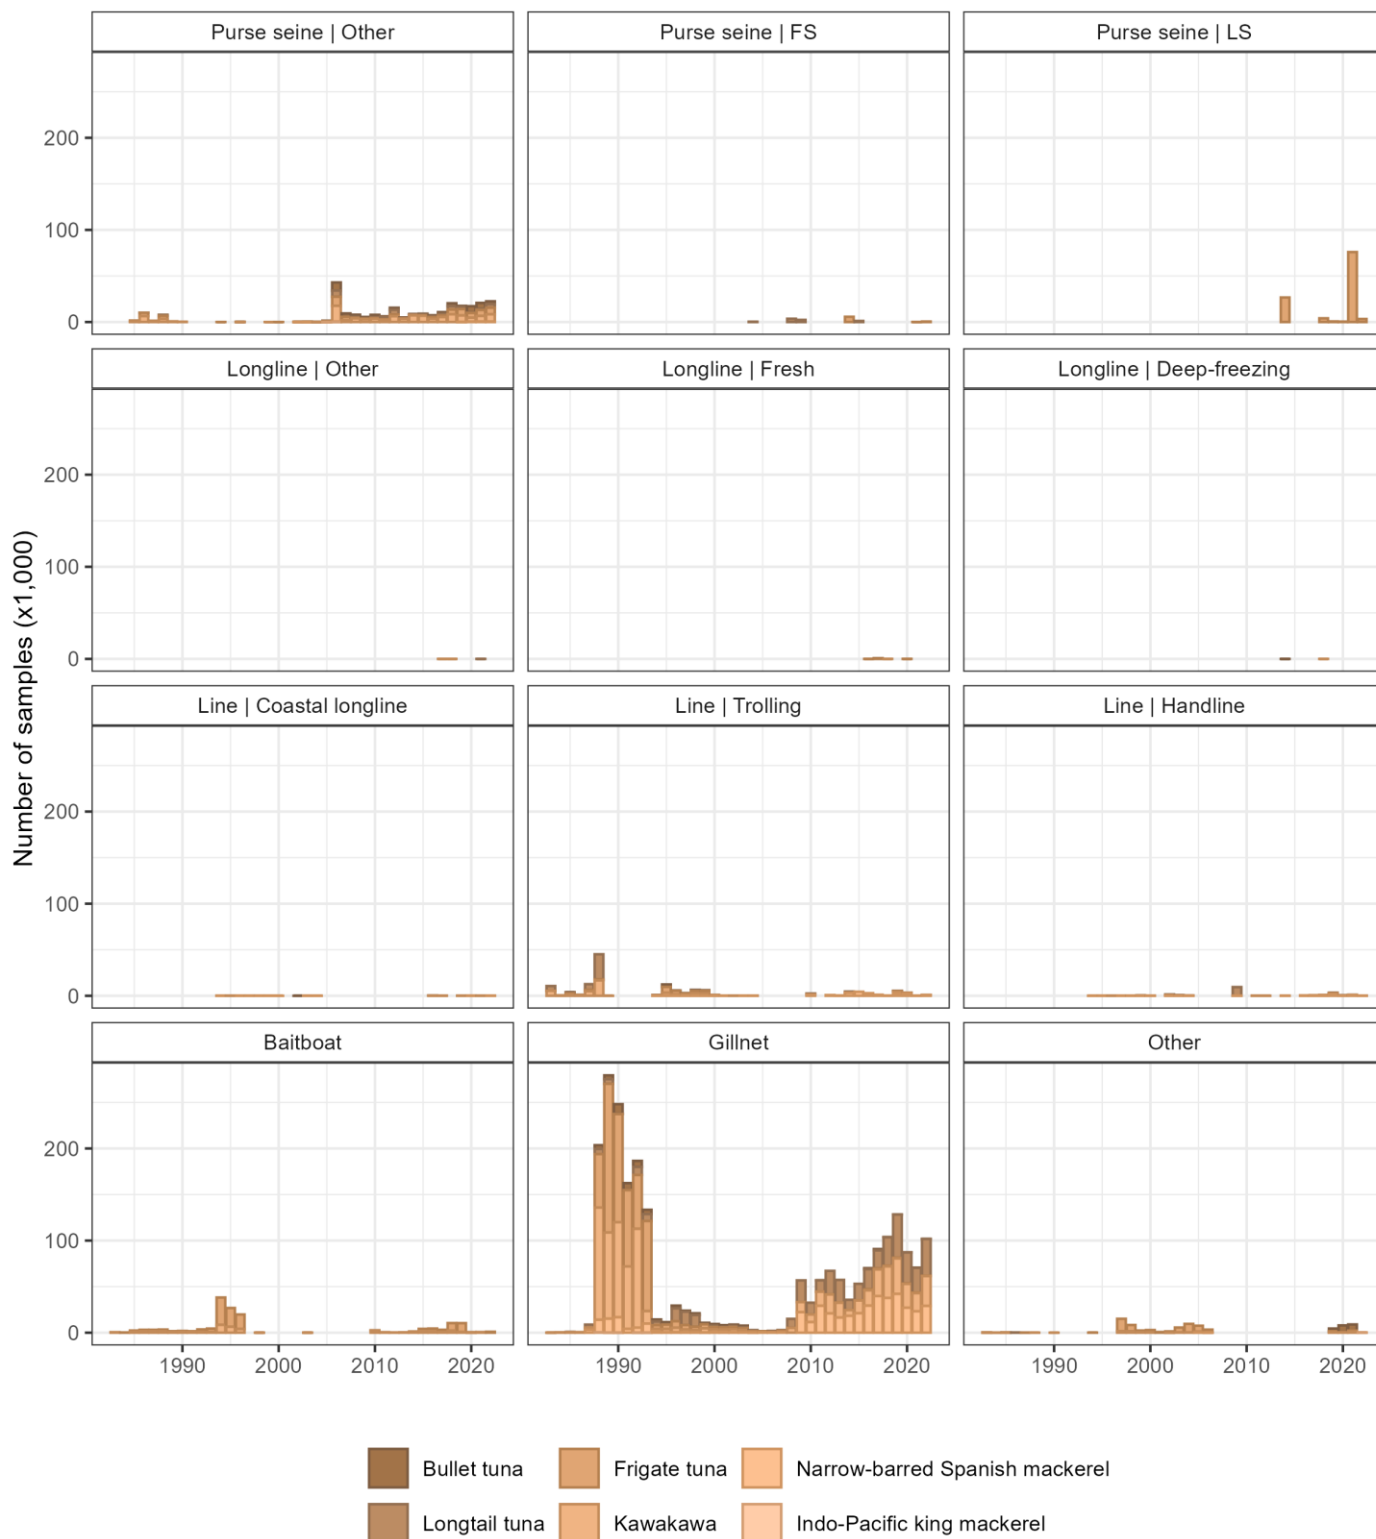 Purse seine | Other
Purse seine | FS
Purse seine | LS
200
100
0
Longline | Other
Longline | Fresh
Longline | Deep-freezing
200
100
0
Number of samples (x1,000)
Line | Coastal longline
Line | Trolling
Line | Handline
200
100
0
Baitboat
Gillnet
Other
200
100
0
1990 2000 2010 2020
1990 2000 2010 2020
1990 2000 2010 2020
Bullet tuna Frigate tuna Narrow-barred Spanish mackerel
Longtail tuna Kawakawa Indo-Pacific king mackerel